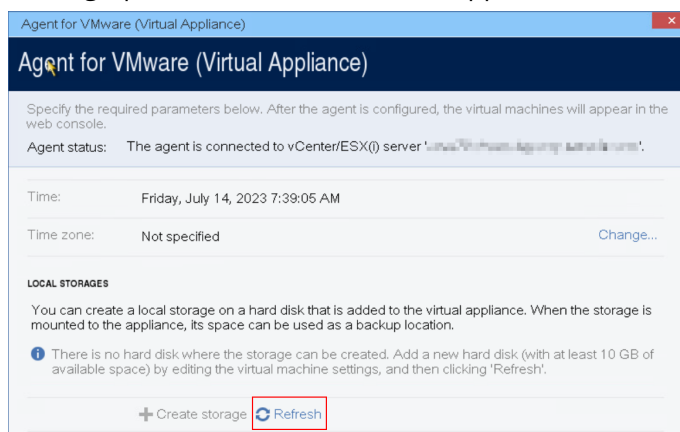 Agent for VMware (Virtual Appliance)
Agent for VMware (Virtual Appliance)
Specify the required parameters below. After the agent is configured, the virtual machines will appear in the
web console.
Agent status: The agent is connected to vCenter/ESX(i) server ' '.
Time: Friday, July 14, 2023 7:39:05 AM
Time zone: Not specified Change...
LOCAL STORAGES
You can create a local storage on a hard disk that is added to the virtual appliance. When the storage is
mounted to the appliance, its space can be used as a backup location.
There is no hard disk where the storage can be created. Add a new hard disk (with at least 10 GB of
available space) by editing the virtual machine settings, and then clicking 'Refresh'.
Create storage Refresh